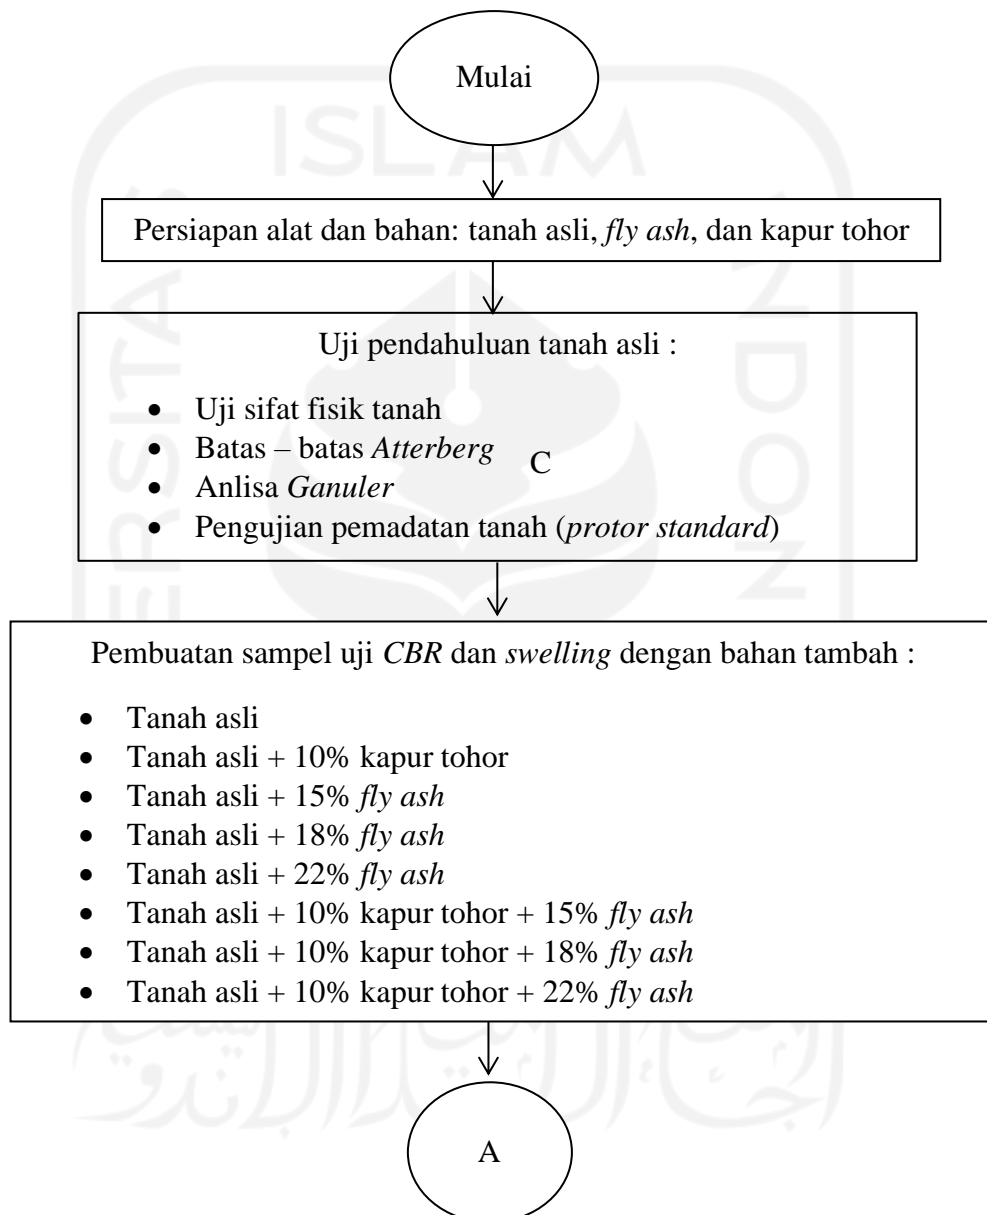 Mulai
ISLAM
Persiapan alat dan bahan: tanah asli, fly ash, dan kapur tohor
Uji pendahuluan tanah asli :
• Uji sifat fisik tanah
• Batas – batas Atterberg
C
• Anlisa Ganuler
• Pengujian pemadatan tanah (protor standard)
Pembuatan sampel uji CBR dan swelling dengan bahan tambah :
• Tanah asli
• Tanah asli + 10% kapur tohor
• Tanah asli + 15% fly ash
• Tanah asli + 18% fly ash
• Tanah asli + 22% fly ash
• Tanah asli + 10% kapur tohor + 15% fly ash
• Tanah asli + 10% kapur tohor + 18% fly ash
• Tanah asli + 10% kapur tohor + 22% fly ash
A